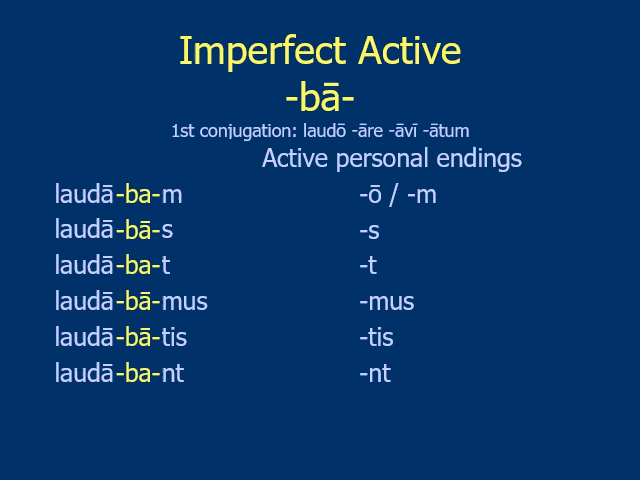 Imperfect Active
-bā-
1st conjugation: laudō -āre -āvī -ātum
Active personal endings
laudā-ba-m -ō / -m
laudā-bā-s -s
laudā-ba-t -t
laudā-bā-mus -mus
laudā-bā-tis -tis
laudā-ba-nt -nt